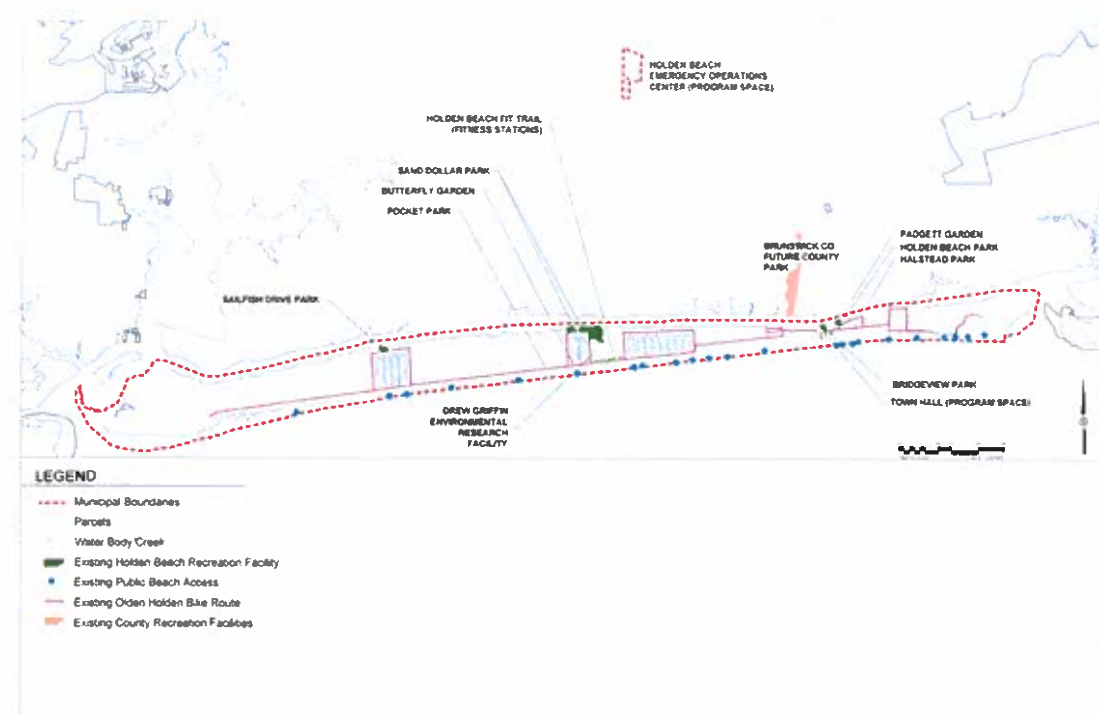 HOLDEN BEACH
EMERGENCY OPERATIONS
CENTER (PROGRAM SPACE)
HOLDEN BEACH FIT TRAIL
(FITNESS STATIONS)
SAND DOLLAR PARK
BUTTERFLY GARDEN
POCKET PARK
BRUNSWICK CO
FUTURE COUNTY
PARK
PADGETT GARDEN
HOLDEN BEACH PARK
HALSTEAD PARK
SAILFISH DRIVE PARK
DREW GRIFFIN
ENVIRONMENTAL
RESEARCH
FACILITY
BRIDGEVIEW PARK
TOWN HALL (PROGRAM SPACE)
LEGEND
Municipal Boundaries
Parcels
Water Body Creek
Existing Holden Beach Recreation Facility
Existing Public Beach Access
Existing Olden Holden Bike Route
Existing County Recreation Facilities